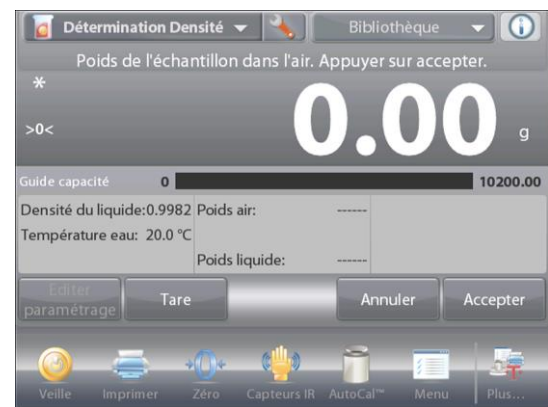 Détermination Densité Bibliothèque
Poids de l'échantillon dans l'air. Appuyer sur accepter.
*
>0<
0.00 g
Guide capacité 0 10200.00
Densité du liquide:0.9982 Poids air: ------
Température eau: 20.0 °C
Poids liquide: ------
Editer paramétrage Tare Annuler Accepter
Veille Imprimer Zéro Capteurs IR AutoCal™ Menu Plus...